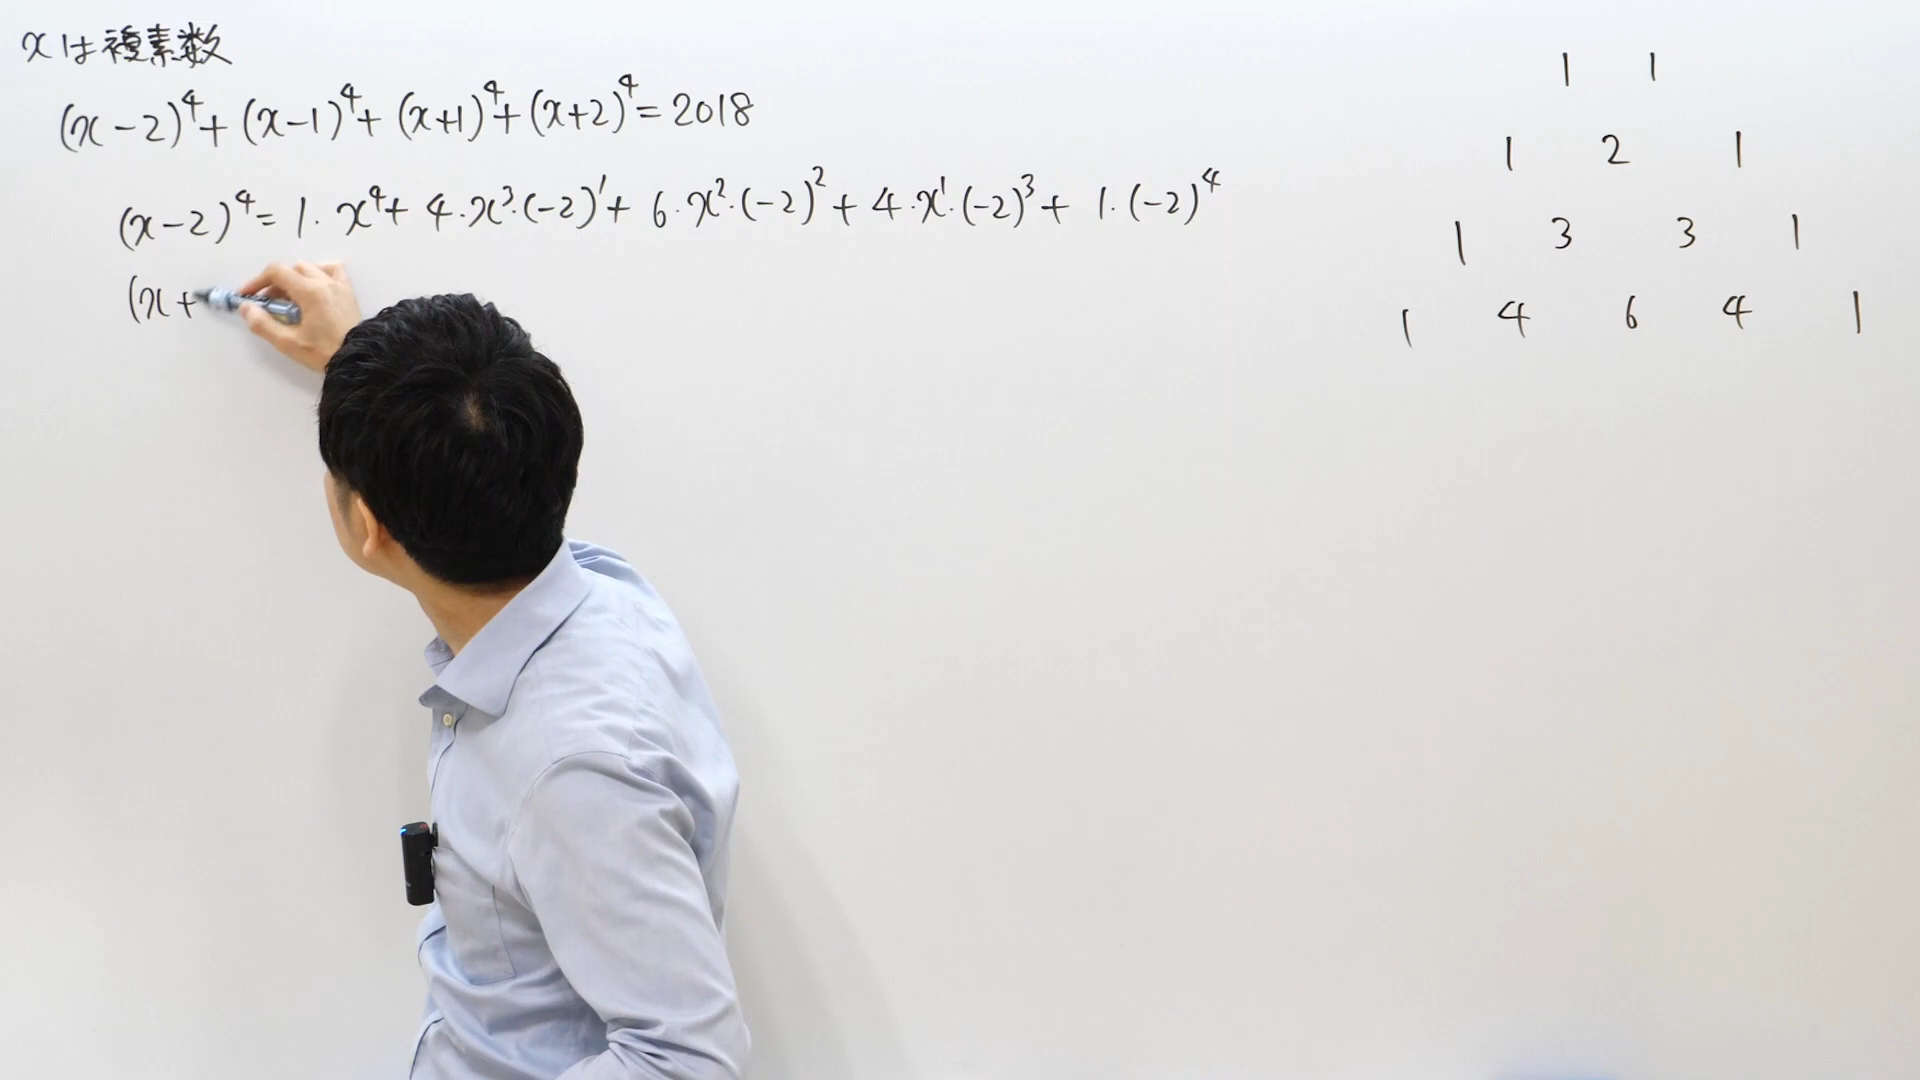 xは複素数
(x-2)⁴+(x-1)⁴+(x+1)⁴+(x+2)⁴=2018
(x-2)⁴=1·x⁴+4·x³·(-2)¹+6·x²·(-2)²+4·x¹·(-2)³+1·(-2)⁴
(x+
1 1
1 2 1
1 3 3 1
1 4 6 4 1